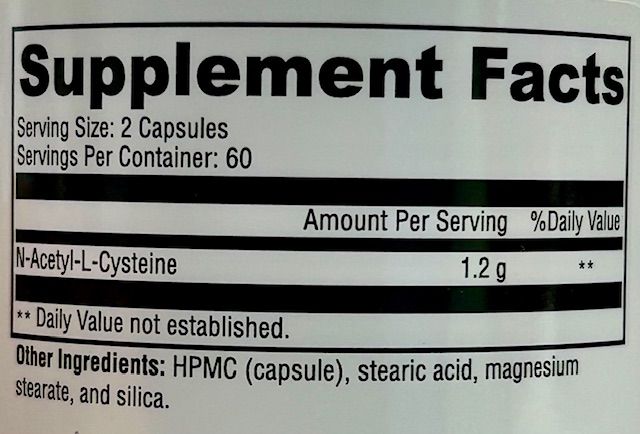 Supplement Facts
Serving Size: 2 Capsules
Servings Per Container: 60
Amount Per Serving %Daily Value
N-Acetyl-L-Cysteine 1.2 g **
** Daily Value not established.
Other Ingredients: HPMC (capsule), stearic acid, magnesium
stearate, and silica.